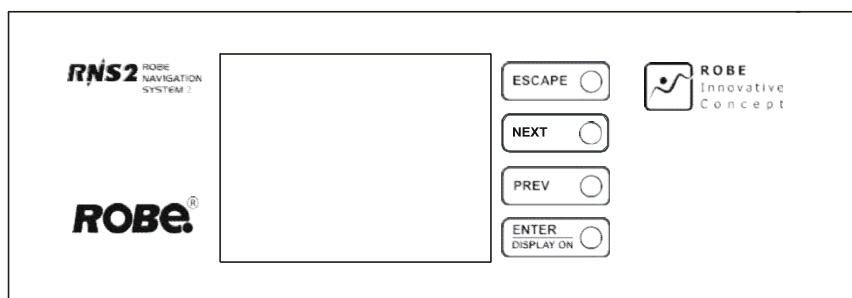 RNS2 ROBE
NAVIGATION
SYSTEM 2
ROBE®
ESCAPE
NEXT
PREV
ENTER
DISPLAY ON
ROBE
Innovative
Concept